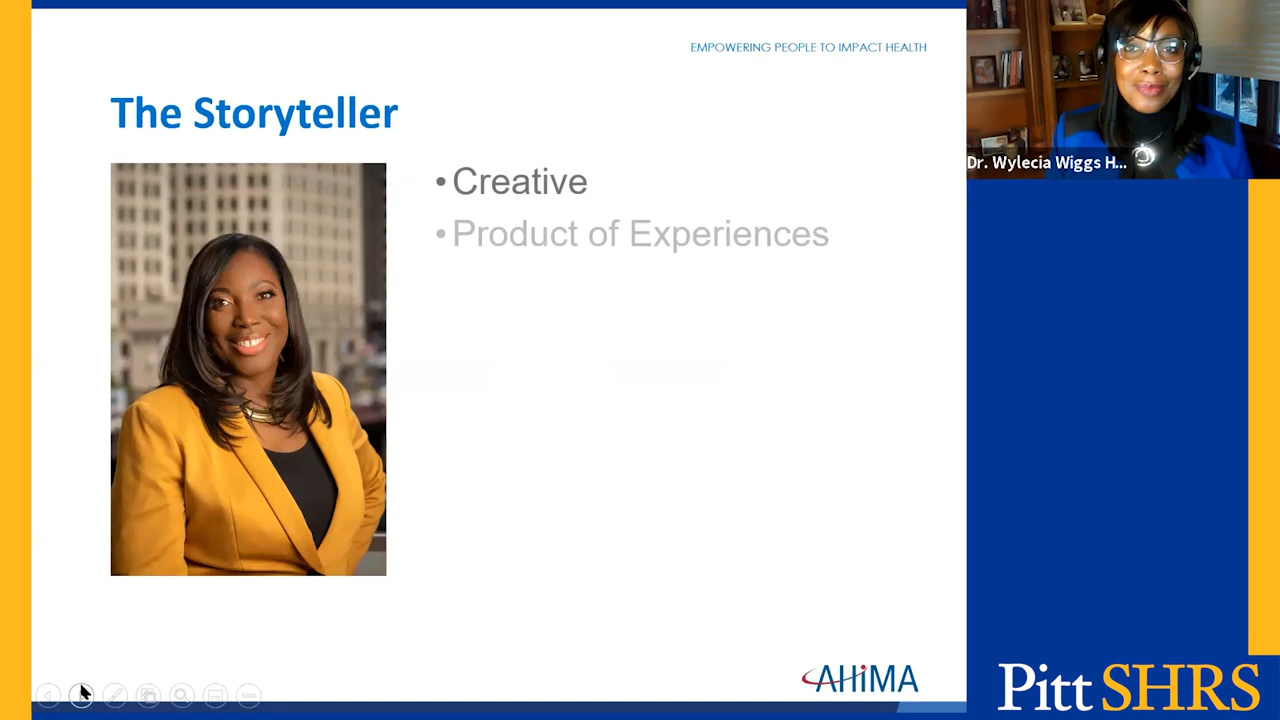 EMPOWERING PEOPLE TO IMPACT HEALTH
The Storyteller
• Creative
• Product of Experiences
Dr. Wylecia Wiggs H...
AHIMA
Pitt SHRS